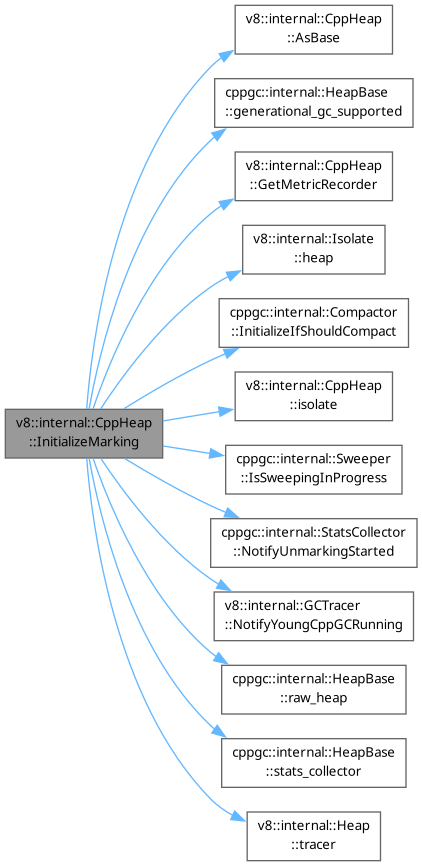 v8::internal::CppHeap
::AsBase
cppgc::internal::HeapBase
::generational_gc_supported
v8::internal::CppHeap
::GetMetricRecorder
v8::internal::Isolate
::heap
cppgc::internal::Compactor
::InitializeIfShouldCompact
v8::internal::CppHeap
::isolate
v8::internal::CppHeap
::InitializeMarking
cppgc::internal::Sweeper
::IsSweepingInProgress
cppgc::internal::StatsCollector
::NotifyUnmarkingStarted
v8::internal::GCTracer
::NotifyYoungCppGCRunning
cppgc::internal::HeapBase
::raw_heap
cppgc::internal::HeapBase
::stats_collector
v8::internal::Heap
::tracer